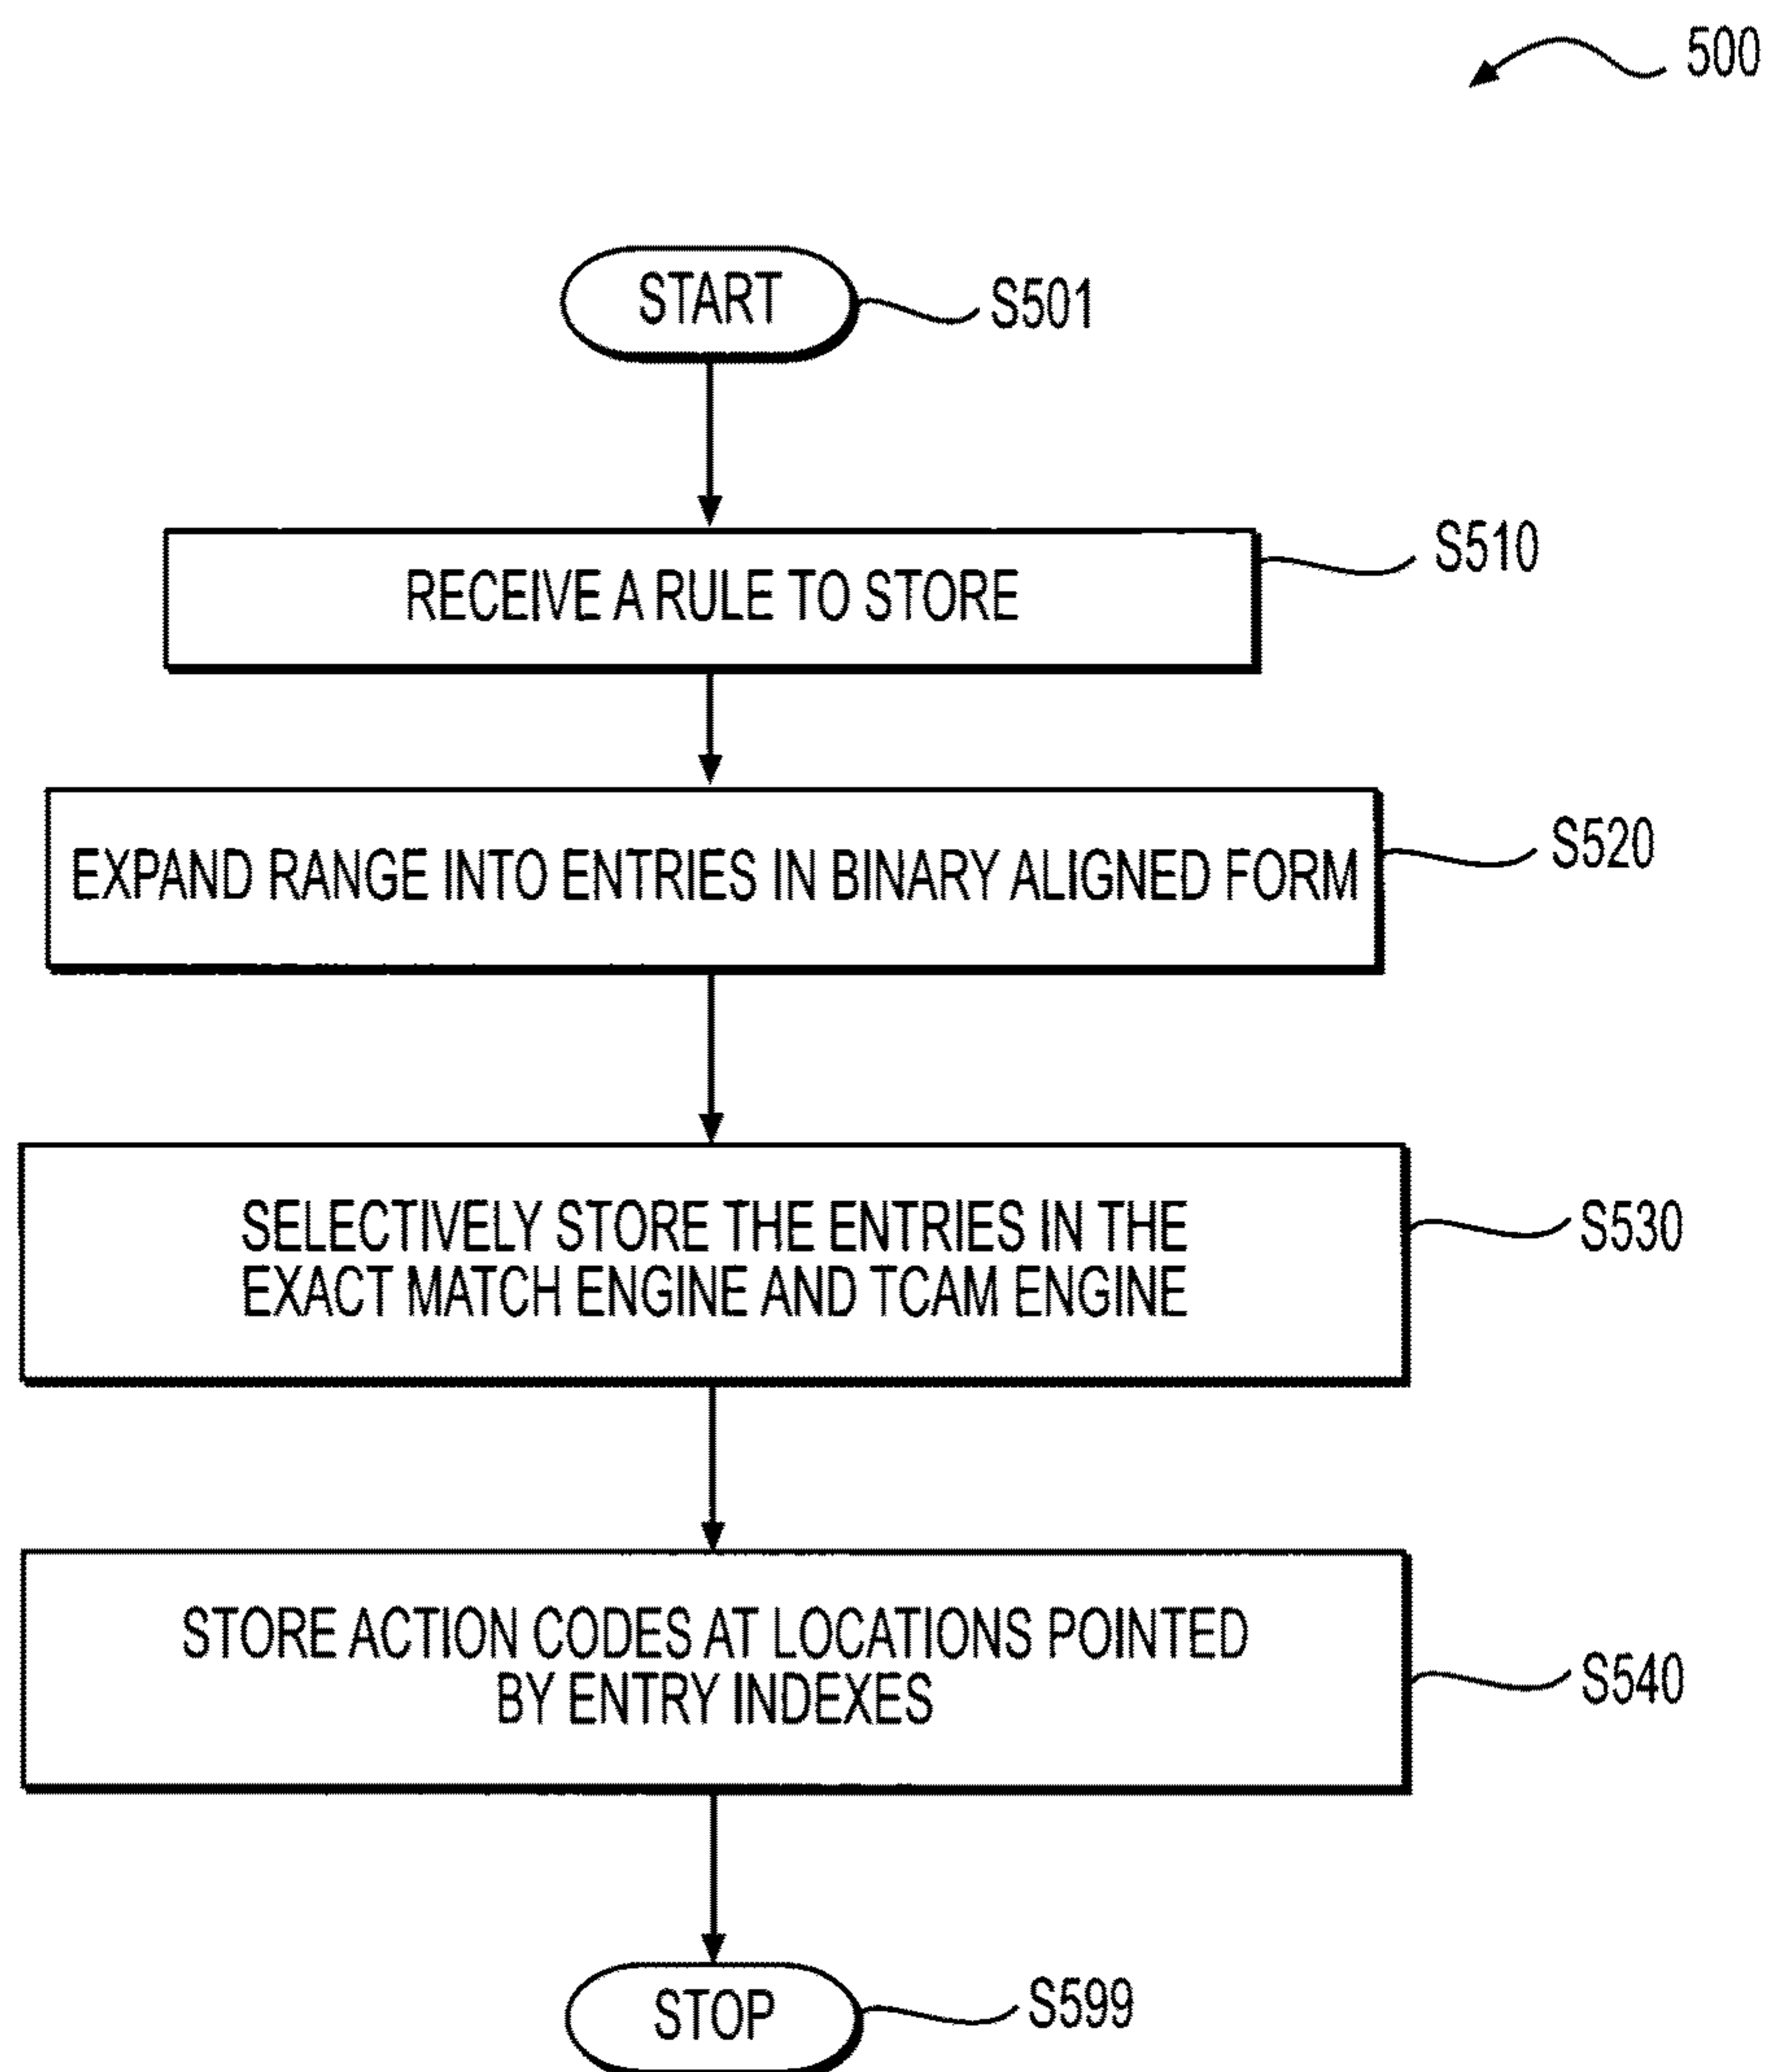 500
START
S501
RECEIVE A RULE TO STORE
S510
EXPAND RANGE INTO ENTRIES IN BINARY ALIGNED FORM
S520
SELECTIVELY STORE THE ENTRIES IN THE
EXACT MATCH ENGINE AND TCAM ENGINE
S530
STORE ACTION CODES AT LOCATIONS POINTED
BY ENTRY INDEXES
S540
STOP
S599